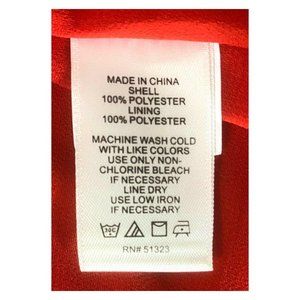 MADE IN CHINA
SHELL
100% POLYESTER
LINING
100% POLYESTER
MACHINE WASH COLD
WITH LIKE COLORS
USE ONLY NON-
CHLORINE BLEACH
IF NECESSARY
LINE DRY
USE LOW IRON
IF NECESSARY
30C
RN# 51323